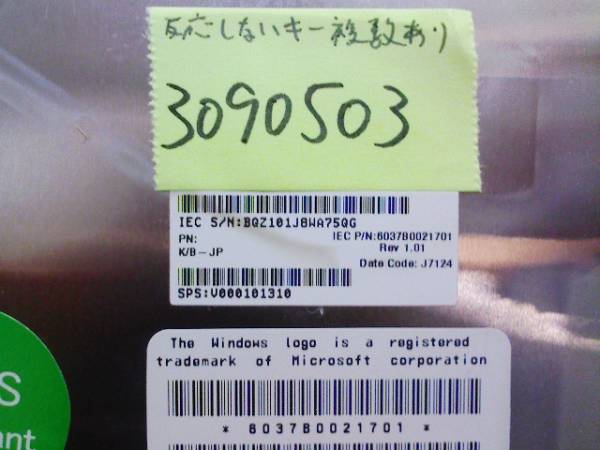 反応しないキー複数あり
3090503
IEC S/N:BQZ101J8WA75QG
PN:
IEC P/N:6037B0021701
K/B-JP
Rev 1.01
Date Code: J7124
SPS:V000101310
The Windows logo is a registered
trademark of Microsoft corporation
* 6037B0021701 *
S
ant